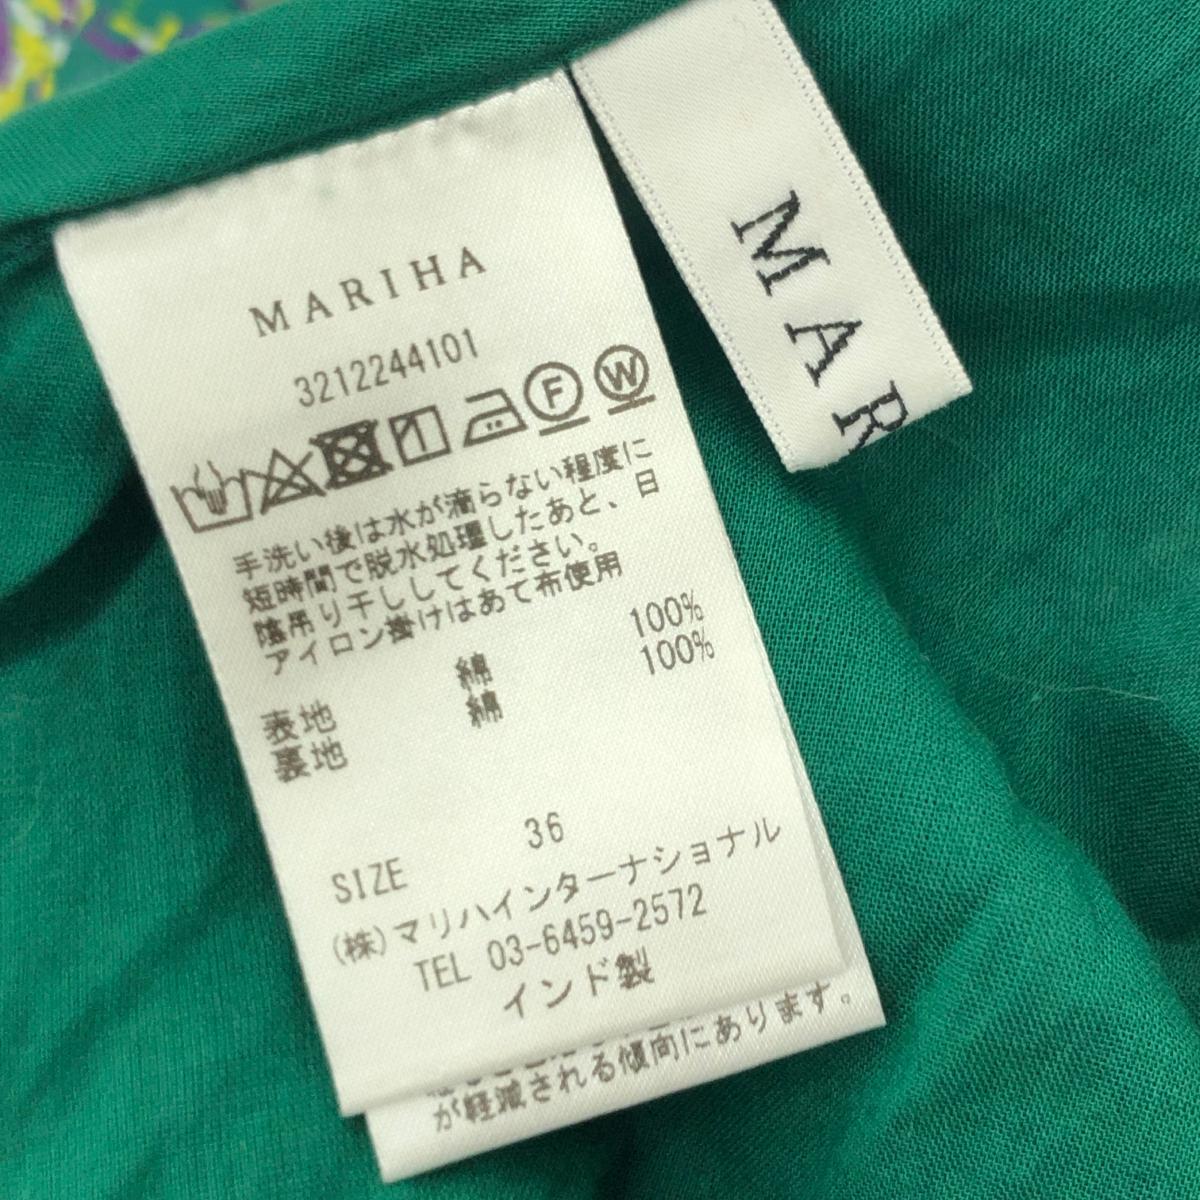 MARIHA
3212244101
F W
手洗い後は水が滴らない程度に
短時間で脱水処理したあと、日
陰吊り干ししてください。
アイロン掛けはあて布使用
表地 綿 100%
裏地 綿 100%
SIZE 36
(株)マリハインターナショナル
TEL 03-6459-2572
インド製
が軽減される傾向にあります。
MAR